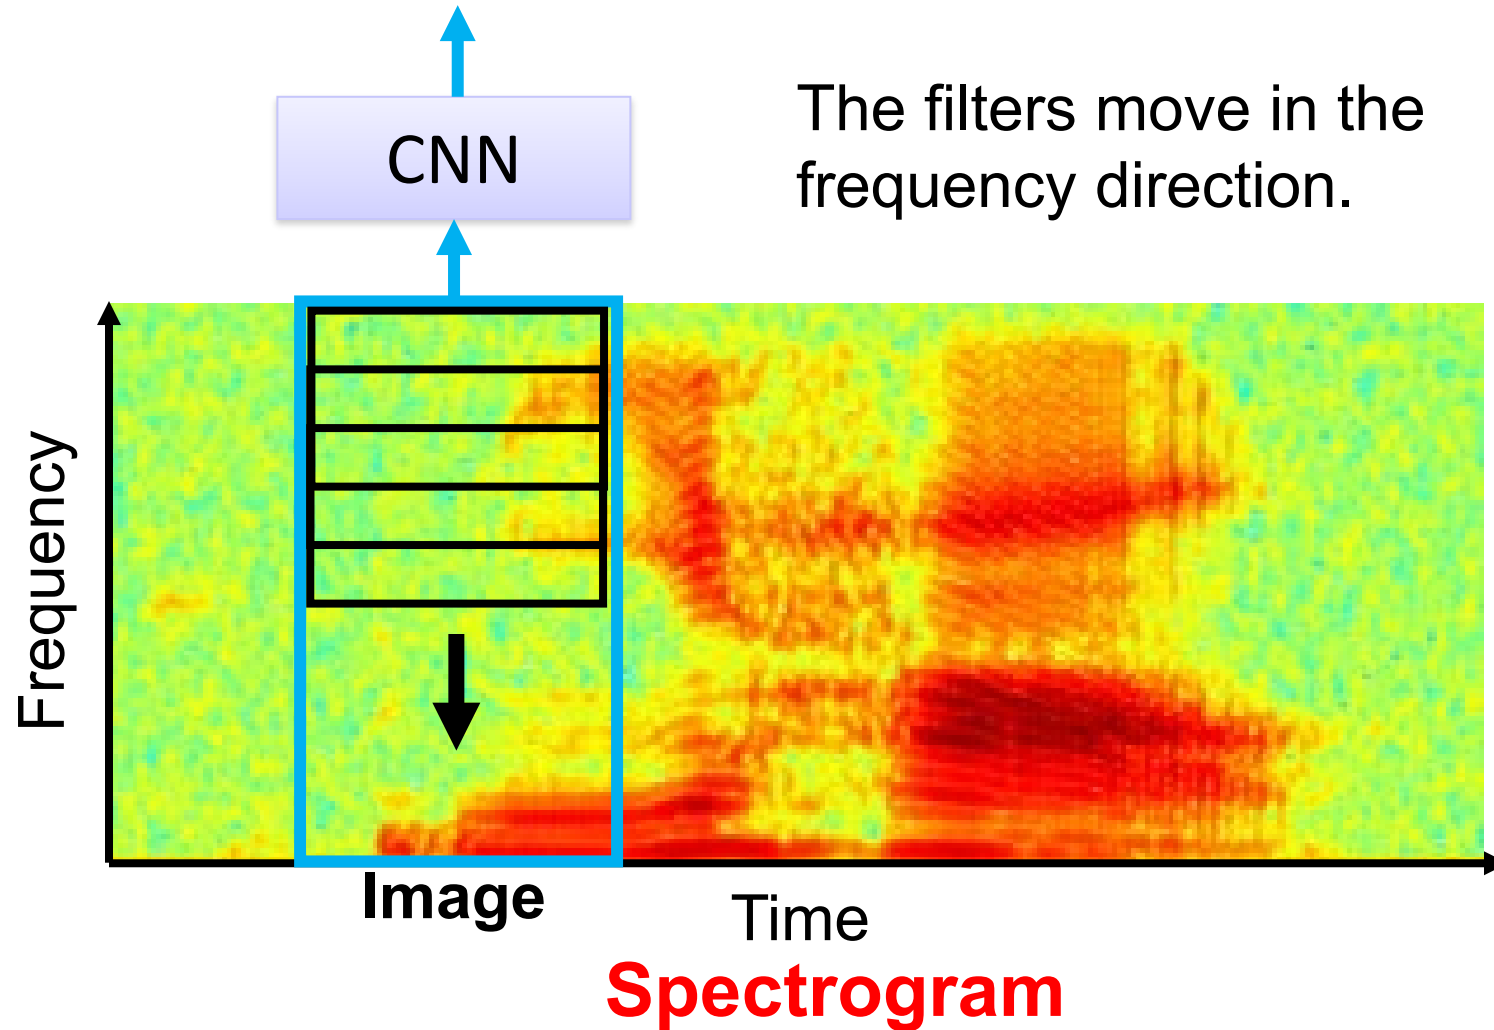 CNN
The filters move in the
frequency direction.
Frequency
Image
Time
Spectrogram